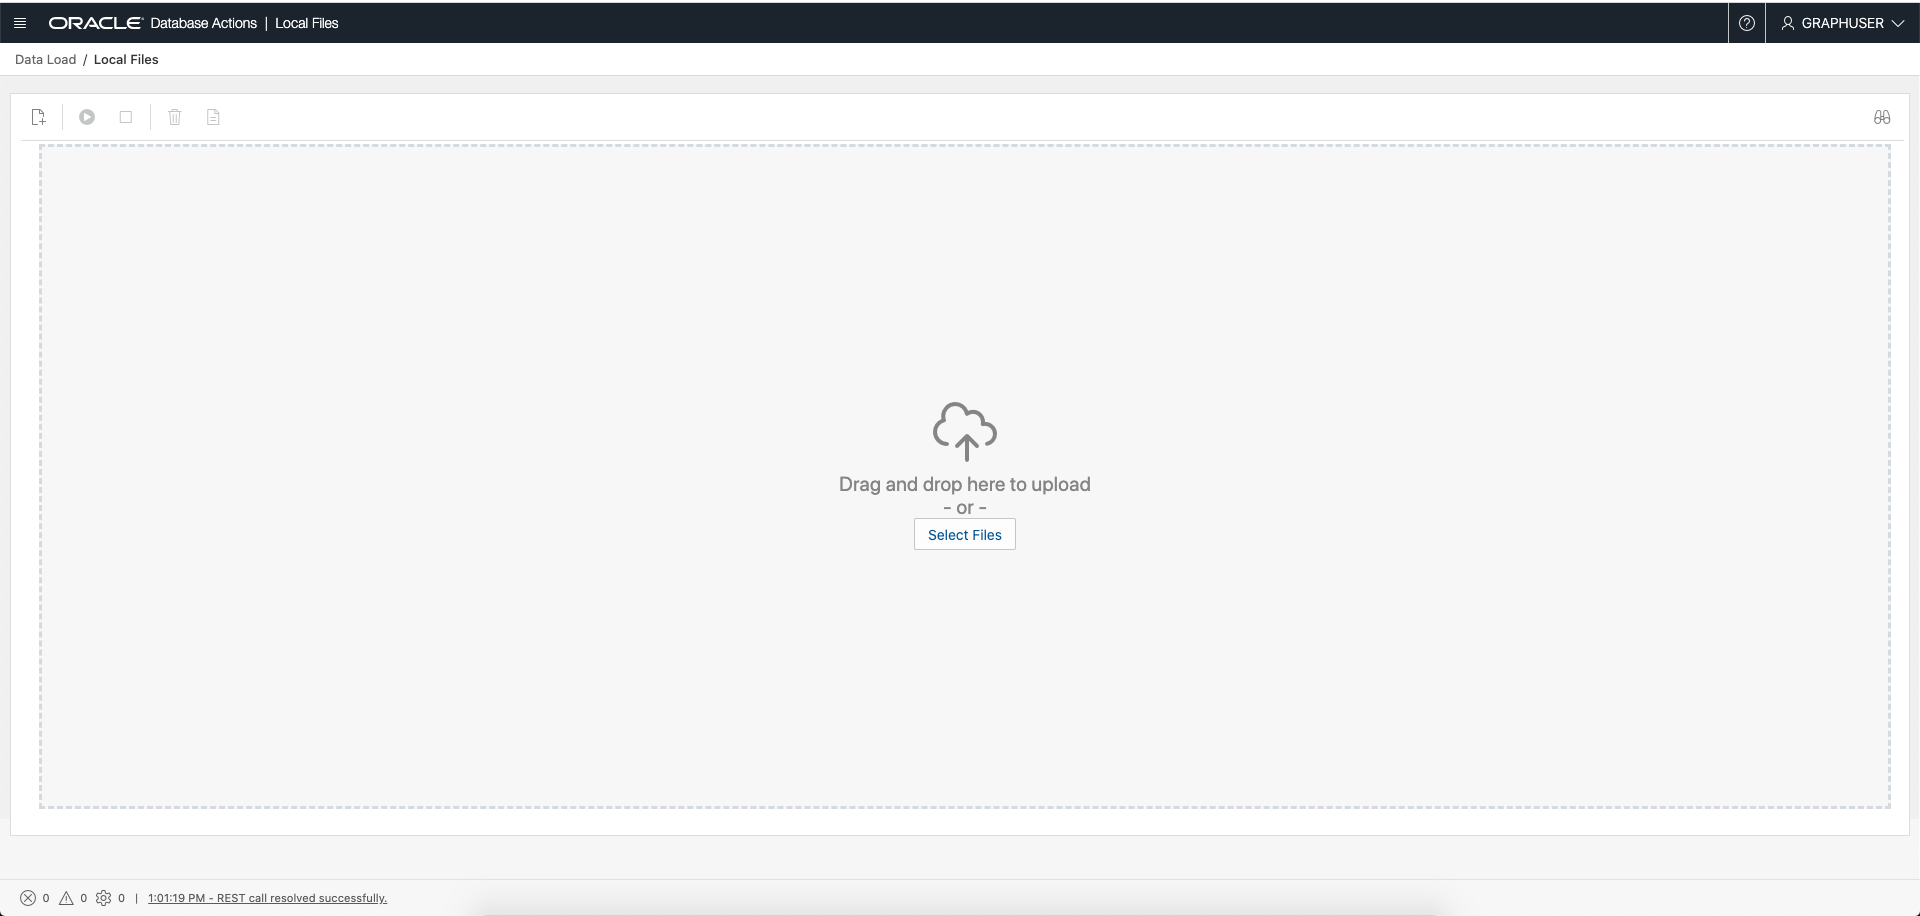 ORACLE Database Actions | Local Files
GRAPHUSER
Data Load / Local Files
Drag and drop here to upload
- or -
Select Files
0 0 0 | 1:01:19 PM - REST call resolved successfully.